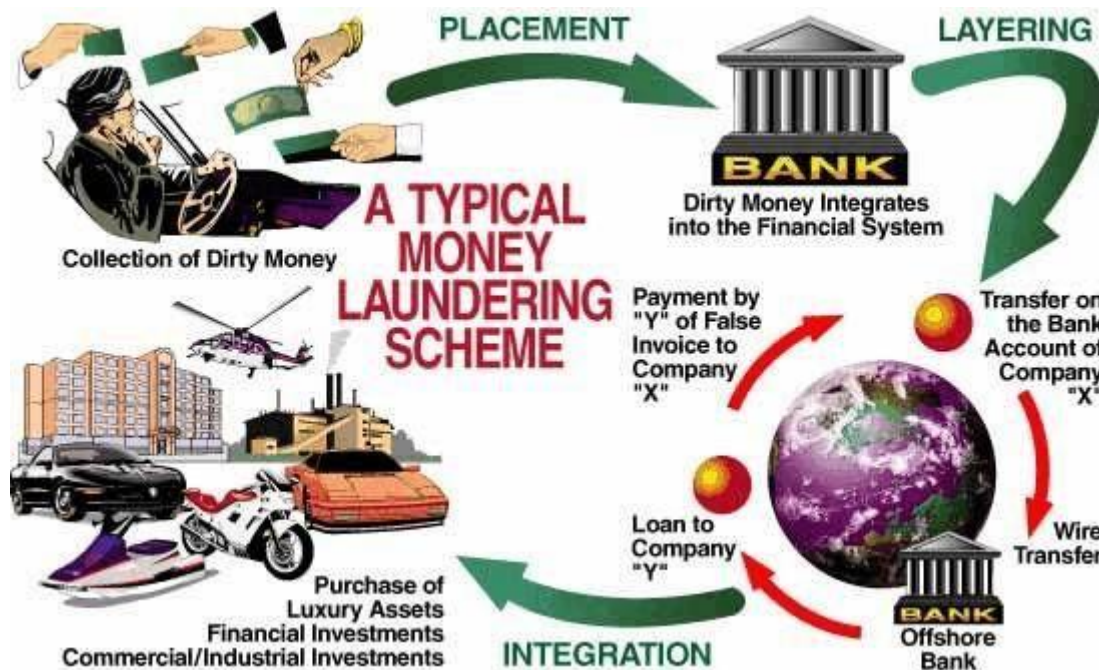 PLACEMENT
LAYERING
BANK
Dirty Money Integrates
into the Financial System
Collection of Dirty Money
A TYPICAL
MONEY
LAUNDERING
SCHEME
Payment by
"Y" of False
Invoice to
Company
"X"
Transfer on
the Bank
Account of
Company
"X"
Loan to
Company
"Y"
Wire
Transfer
BANK
Offshore
Bank
Purchase of
Luxury Assets
Financial Investments
Commercial/Industrial Investments
INTEGRATION